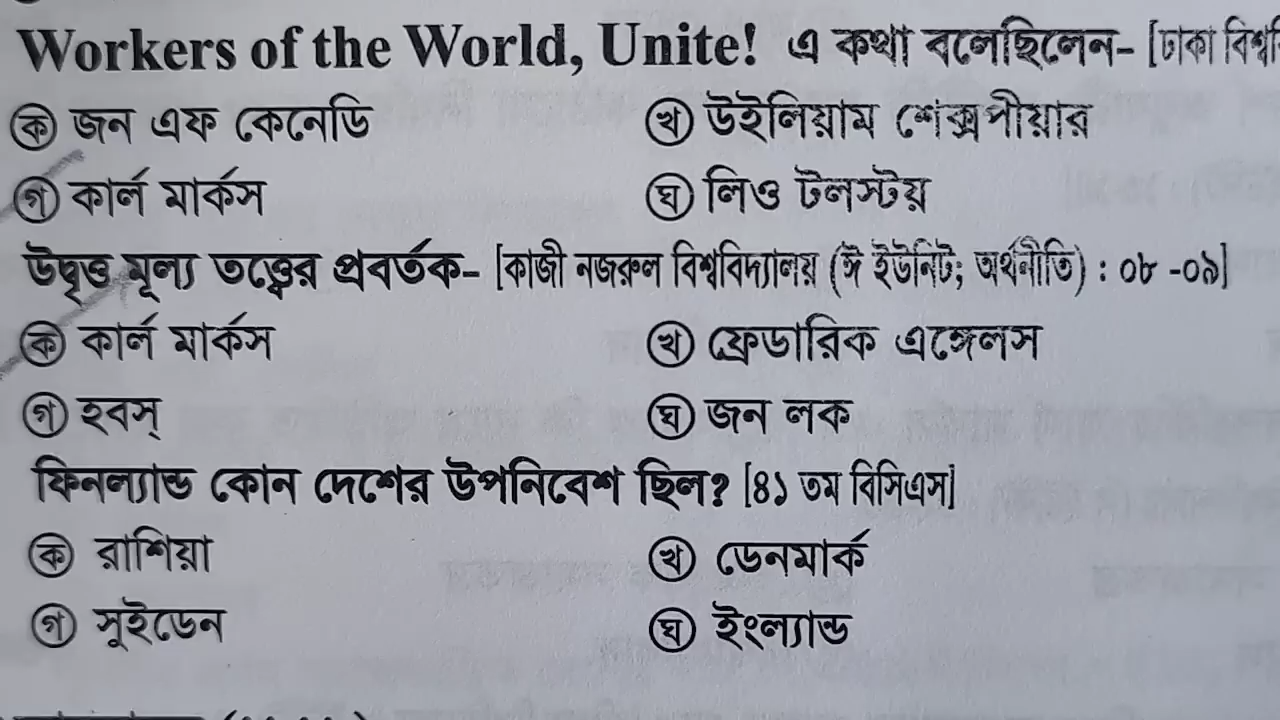 Workers of the World, Unite! এ কথা বলেছিলেন– [ঢাকা
ক জন এফ কেনেডি খ উইলিয়াম শেক্সপীয়ার
গ কার্ল মার্কস ঘ লিও টলস্টয়
উদ্বৃত্ত মূল্য তত্ত্বের প্রবর্তক– [কাজী নজরুল বিশ্ববিদ্যালয় (ঈ ইউনিট; অর্থনীতি) : ০৮ -০৯]
ক কার্ল মার্কস খ ফ্রেডারিক এঙ্গেলস
গ হবস্ ঘ জন লক
ফিনল্যান্ড কোন দেশের উপনিবেশ ছিল? [৪১ তম বিসিএস]
ক রাশিয়া খ ডেনমার্ক
গ সুইডেন ঘ ইংল্যান্ড